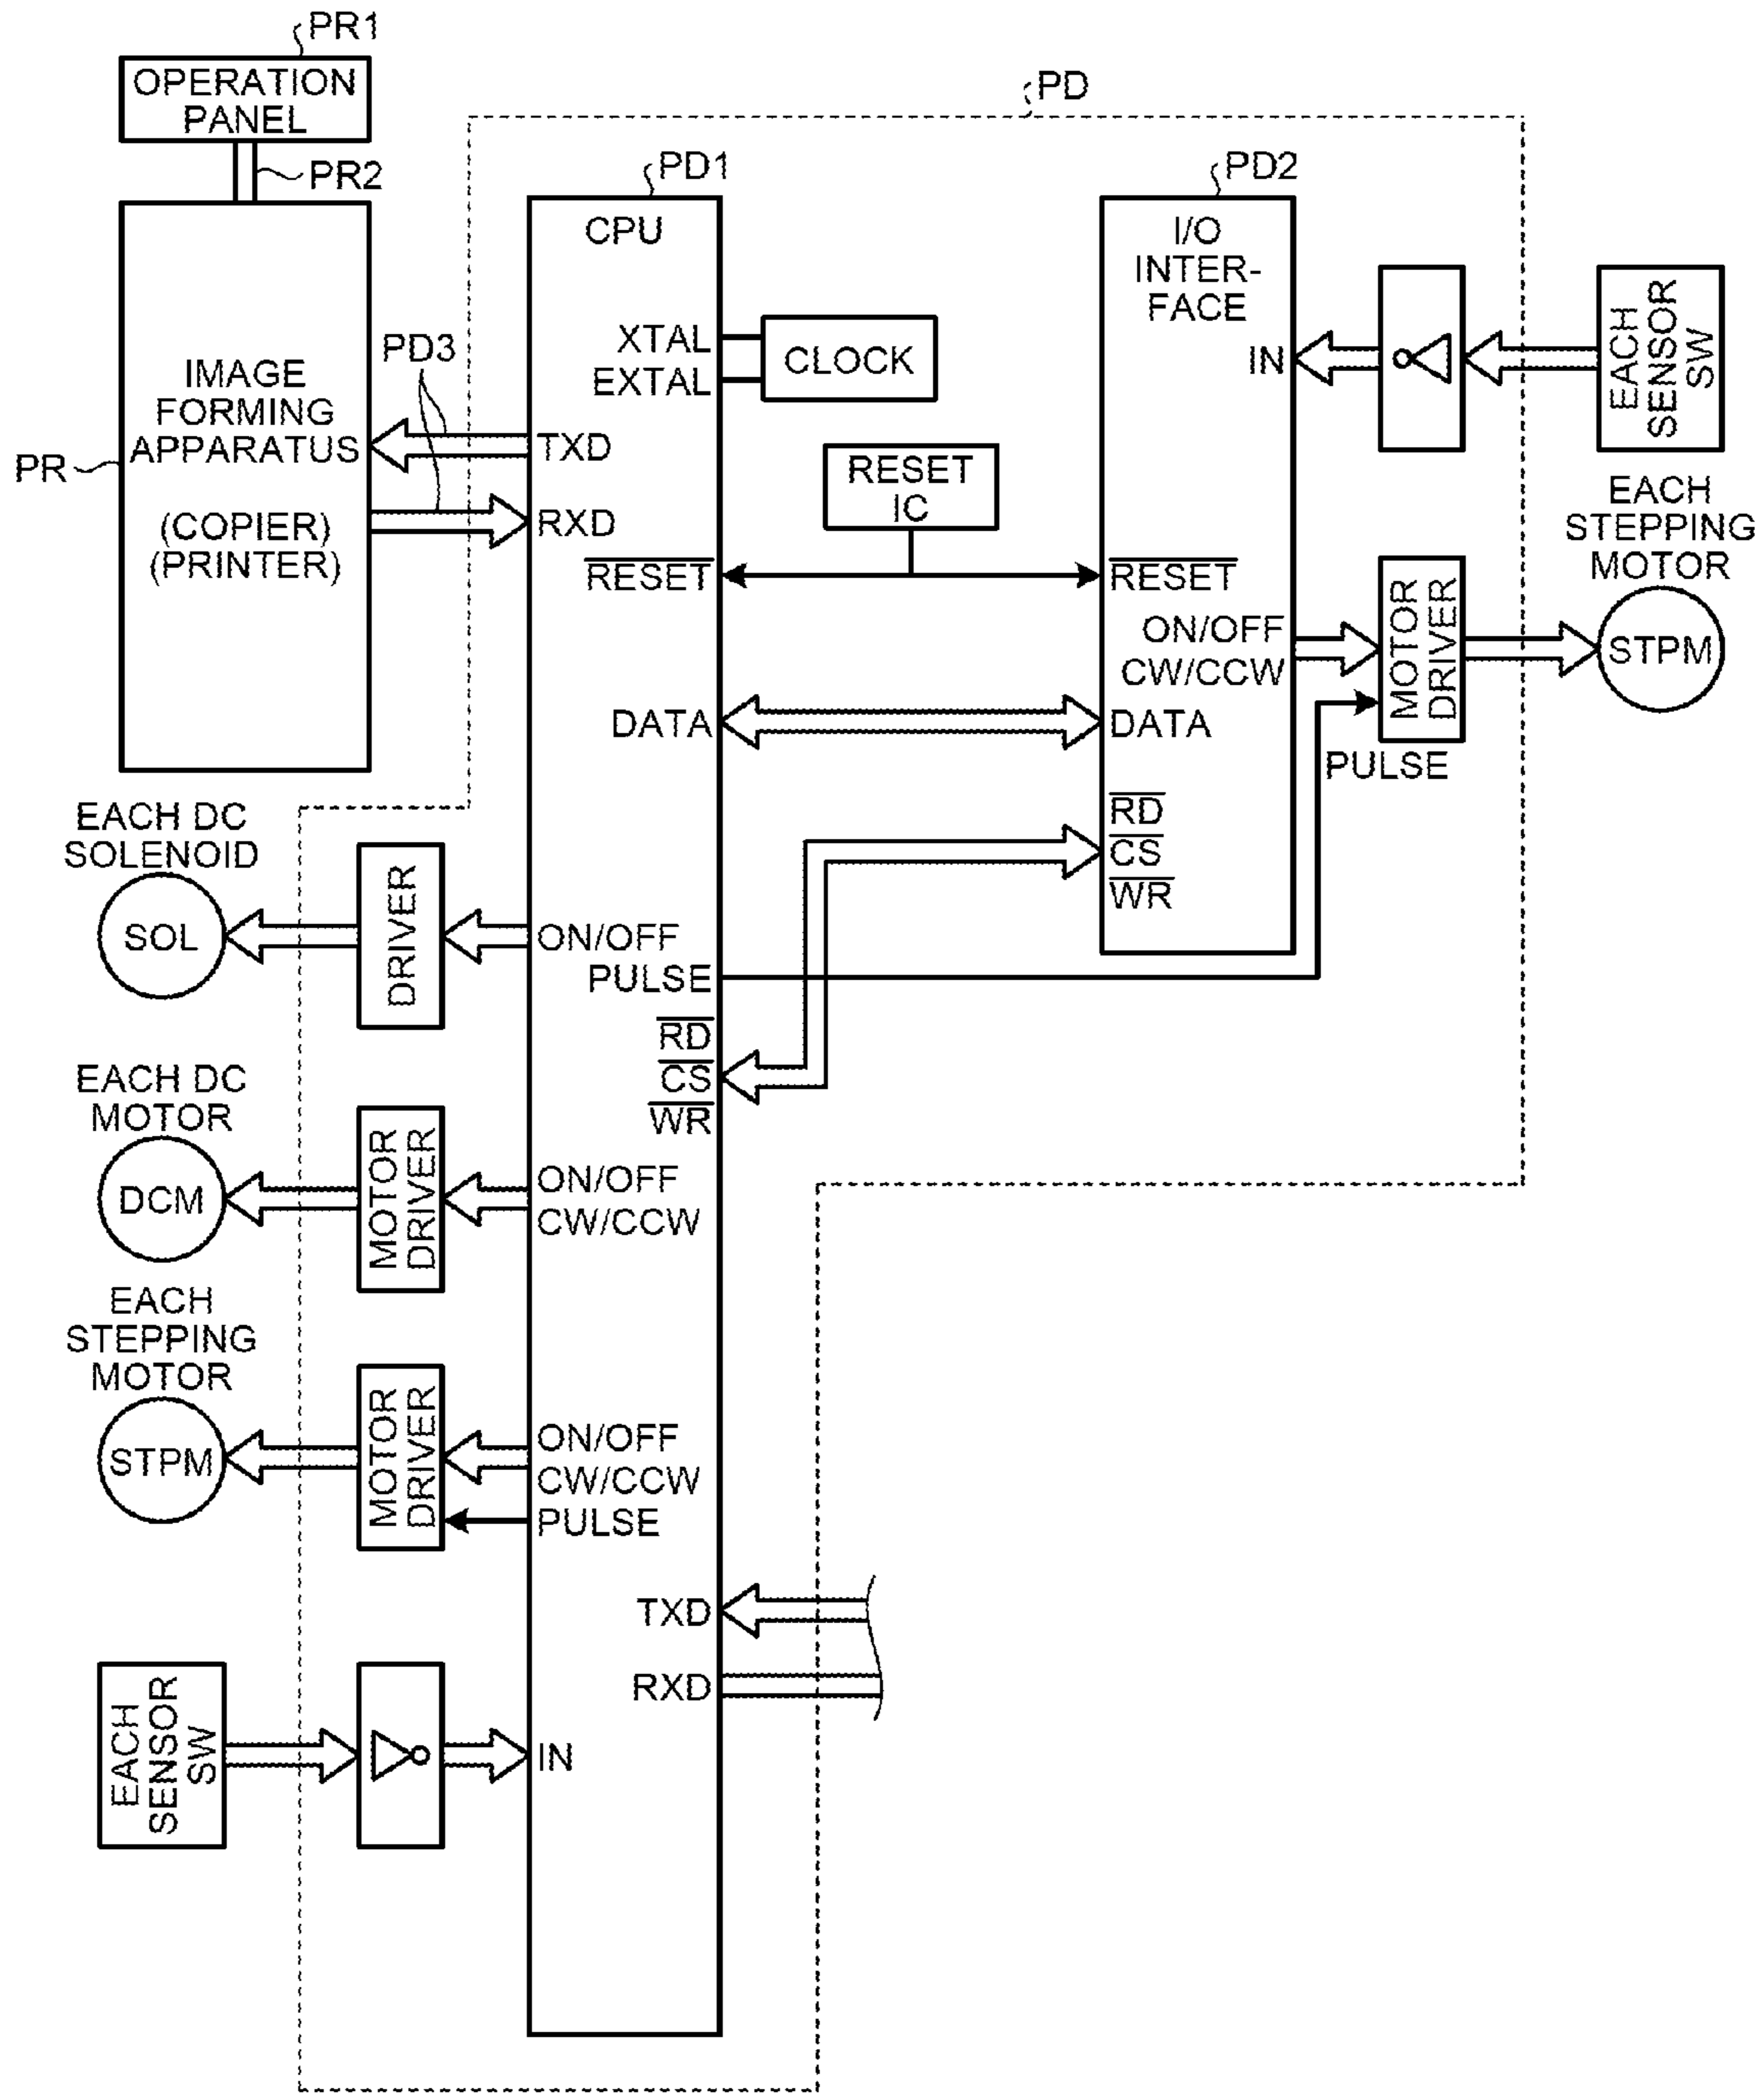 PR1
OPERATION
PANEL
PR2
PD
PD1
PD2
CPU
I/O
INTER-
FACE
XTAL
EXTAL
CLOCK
IN
EACH
SENSOR
SW
PD3
IMAGE
FORMING
APPARATUS
(COPIER)
(PRINTER)
PR
TXD
RXD
RESET
IC
RESET
RESET
EACH
STEPPING
MOTOR
ON/OFF
CW/CCW
MOTOR
DRIVER
STPM
DATA
DATA
PULSE
RD
CS
WR
EACH DC
SOLENOID
SOL
DRIVER
ON/OFF
PULSE
RD
CS
WR
EACH DC
MOTOR
DCM
MOTOR
DRIVER
ON/OFF
CW/CCW
EACH
STEPPING
MOTOR
STPM
MOTOR
DRIVER
ON/OFF
CW/CCW
PULSE
TXD
RXD
EACH
SENSOR
SW
IN